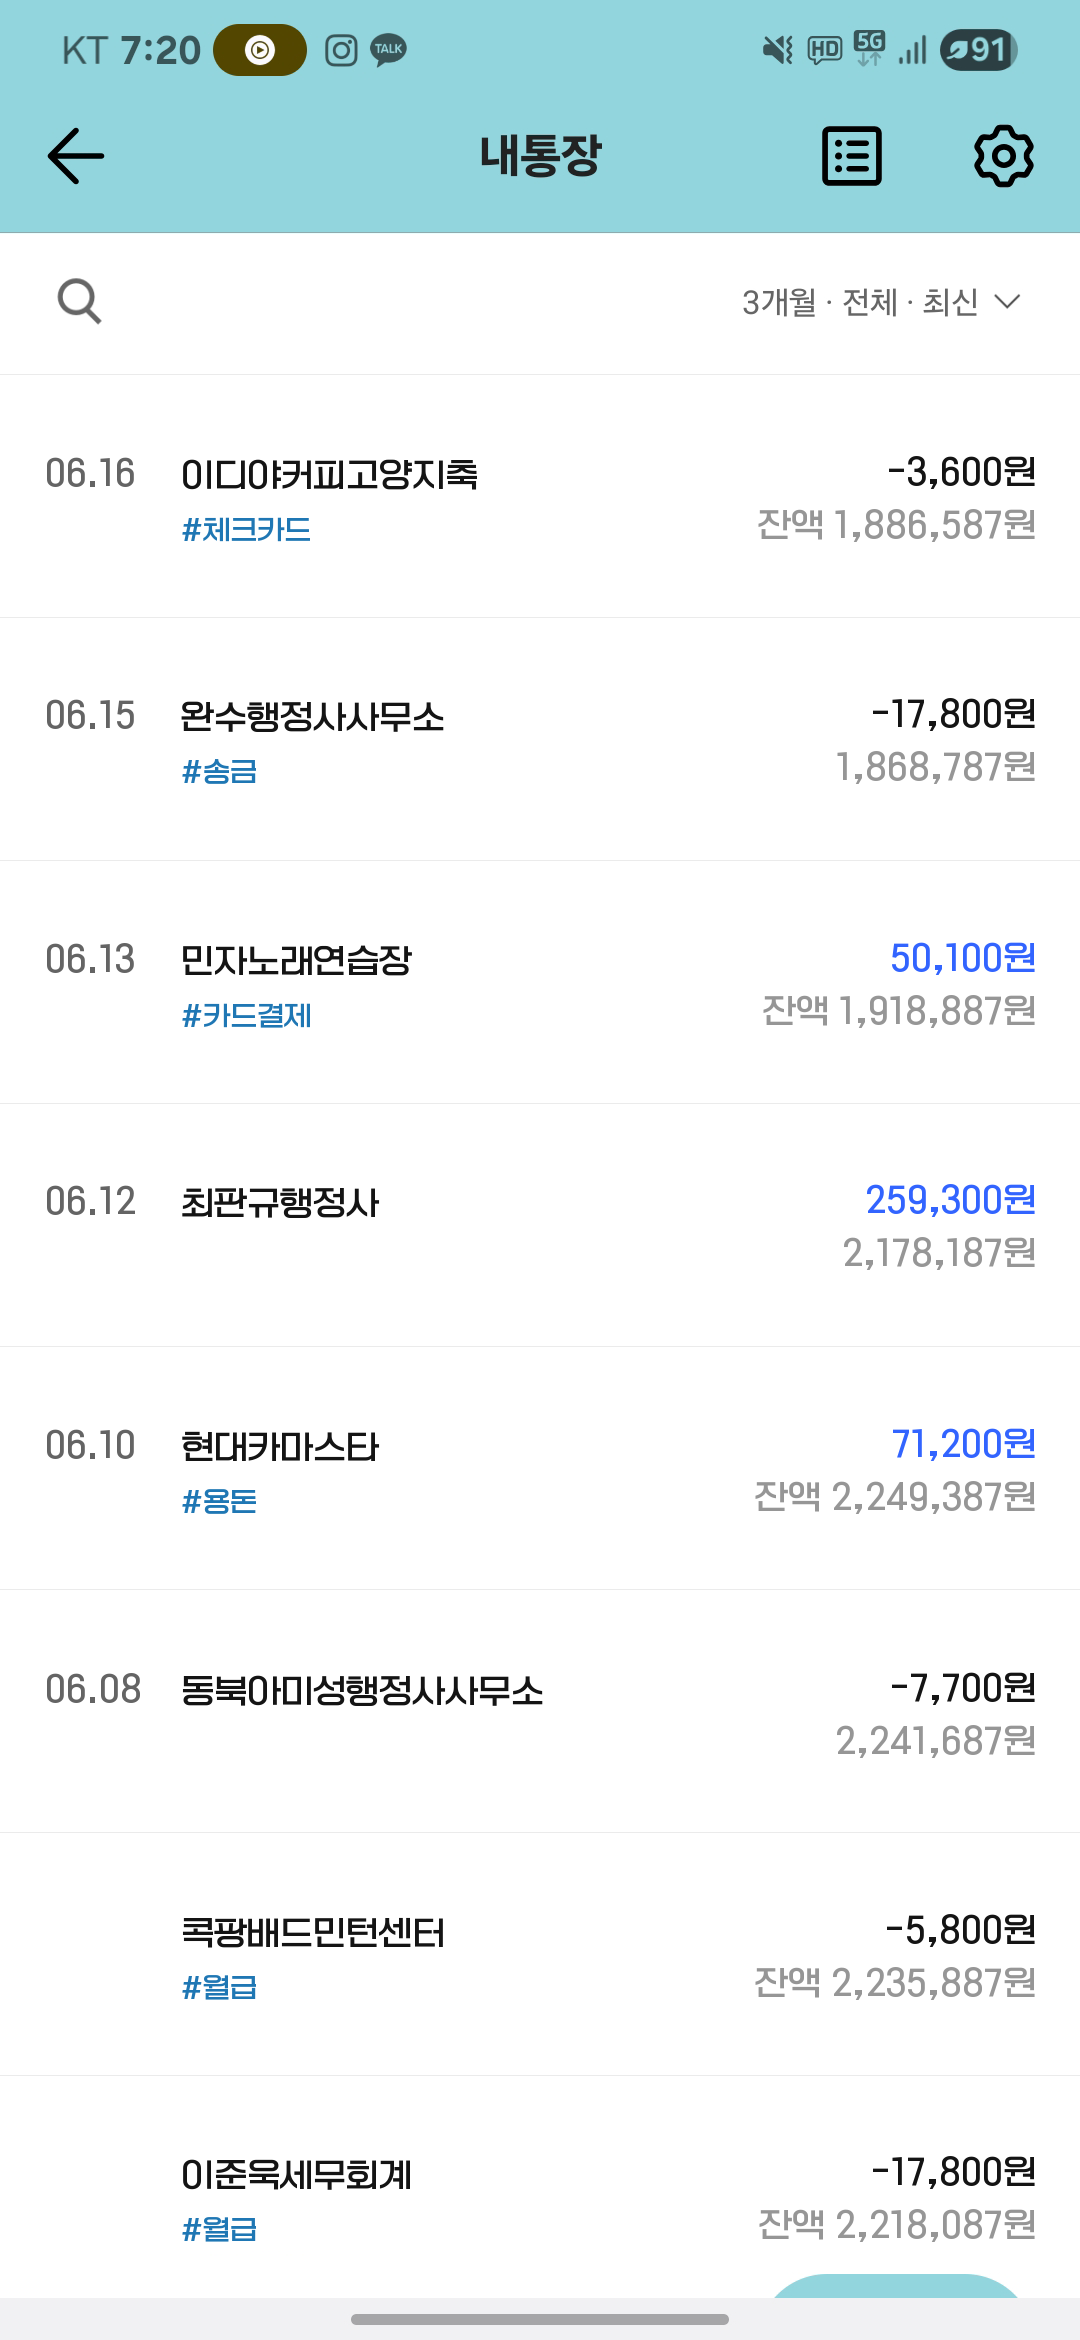 KT 7:20 TALK HD 5G 91
내통장
3개월 · 전체 · 최신
06.16 이디야커피고양지축 -3,600원
#체크카드 잔액 1,886,587원
06.15 완수행정사사무소 -17,800원
#송금 1,868,787원
06.13 민자노래연습장 50,100원
#카드결제 잔액 1,918,887원
06.12 최판규행정사 259,300원
2,178,187원
06.10 현대카마스타 71,200원
#용돈 잔액 2,249,387원
06.08 동북아미성행정사사무소 -7,700원
2,241,687원
콕팡배드민턴센터 -5,800원
#월급 잔액 2,235,887원
이준욱세무회계 -17,800원
#월급 잔액 2,218,087원